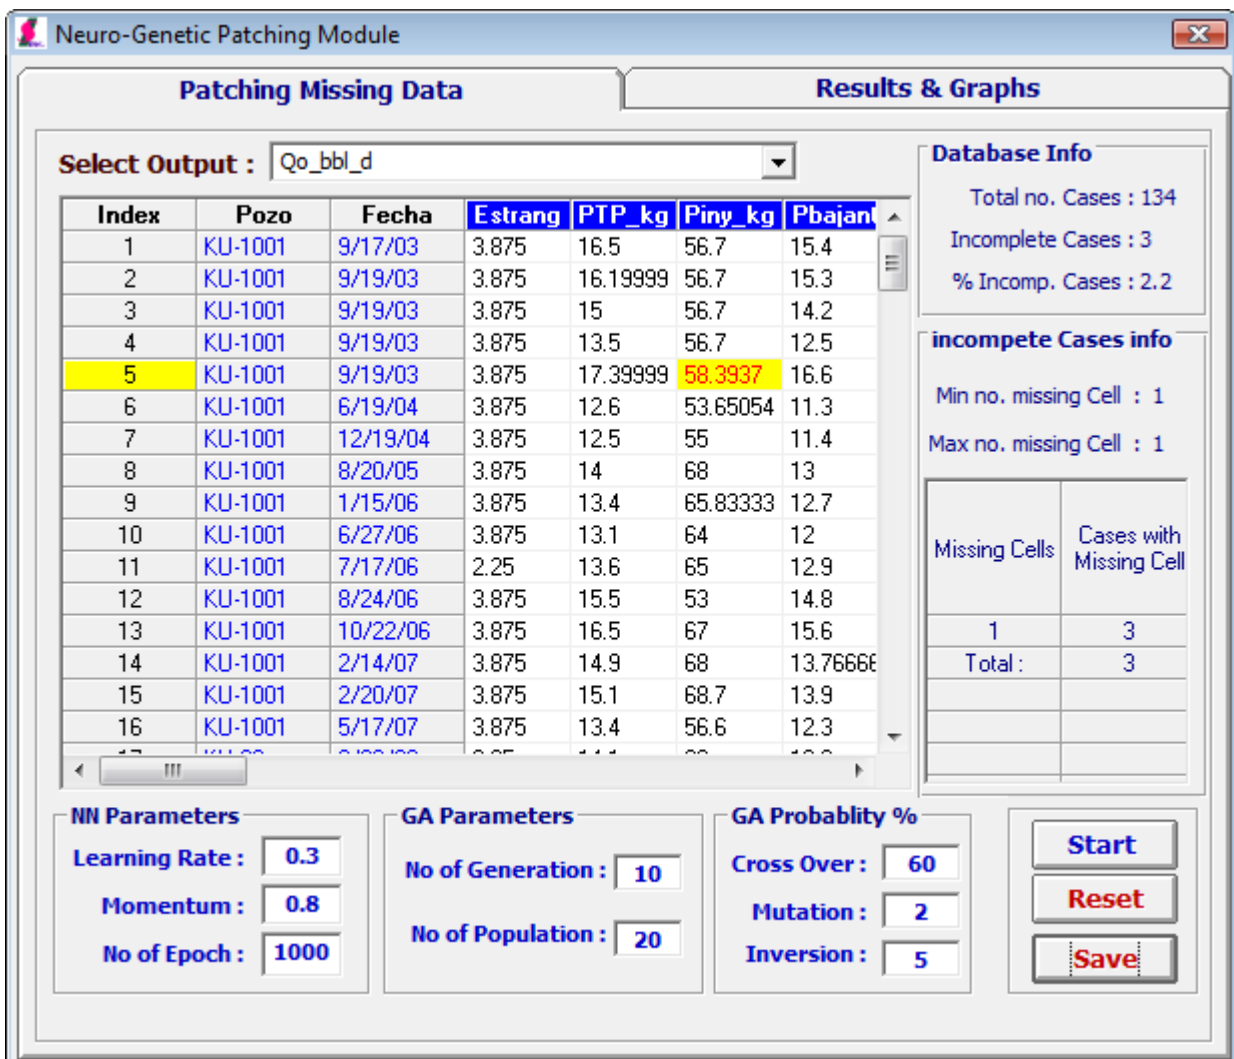 Neuro-Genetic Patching Module
Patching Missing Data Results & Graphs
Select Output : Qo_bbl_d
Index Pozo Fecha Estrang PTP_kg Piny_kg Pbajant
1 KU-1001 9/17/03 3.875 16.5 56.7 15.4
2 KU-1001 9/19/03 3.875 16.19999 56.7 15.3
3 KU-1001 9/19/03 3.875 15 56.7 14.2
4 KU-1001 9/19/03 3.875 13.5 56.7 12.5
5 KU-1001 9/19/03 3.875 17.39999 58.3937 16.6
6 KU-1001 6/19/04 3.875 12.6 53.65054 11.3
7 KU-1001 12/19/04 3.875 12.5 55 11.4
8 KU-1001 8/20/05 3.875 14 68 13
9 KU-1001 1/15/06 3.875 13.4 65.83333 12.7
10 KU-1001 6/27/06 3.875 13.1 64 12
11 KU-1001 7/17/06 2.25 13.6 65 12.9
12 KU-1001 8/24/06 3.875 15.5 53 14.8
13 KU-1001 10/22/06 3.875 16.5 67 15.6
14 KU-1001 2/14/07 3.875 14.9 68 13.76666
15 KU-1001 2/20/07 3.875 15.1 68.7 13.9
16 KU-1001 5/17/07 3.875 13.4 56.6 12.3
Database Info
Total no. Cases : 134
Incomplete Cases : 3
% Incomp. Cases : 2.2
incompete Cases info
Min no. missing Cell : 1
Max no. missing Cell : 1
Missing Cells Cases with
Missing Cell
1 3
Total : 3
NN Parameters
Learning Rate : 0.3
Momentum : 0.8
No of Epoch : 1000
GA Parameters
No of Generation : 10
No of Population : 20
GA Probablity %
Cross Over : 60
Mutation : 2
Inversion : 5
Start
Reset
Save